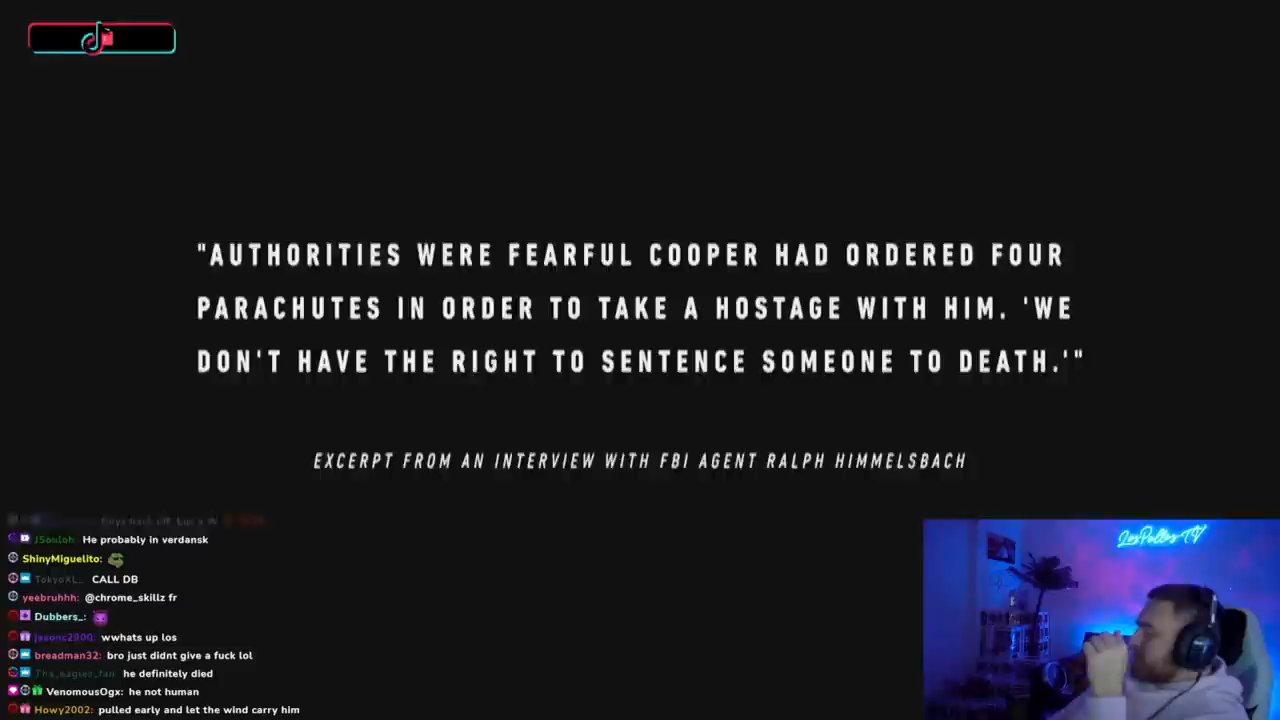 "AUTHORITIES WERE FEARFUL COOPER HAD ORDERED FOUR
PARACHUTES IN ORDER TO TAKE A HOSTAGE WITH HIM. 'WE
DON'T HAVE THE RIGHT TO SENTENCE SOMEONE TO DEATH.'"
EXCERPT FROM AN INTERVIEW WITH FBI AGENT RALPH HIMMELSBACH
JSouloh: He probably in verdansk
ShinyMiguelito:
TokyoXL_: CALL DB
yeebruhhh: @chrome_skillz fr
Dubbers_:
wwhats up los
breadman32: bro just didnt give a fuck lol
he definitely died
VenomousOgx: he not human
Howy2002: pulled early and let the wind carry him
LosPollos TV